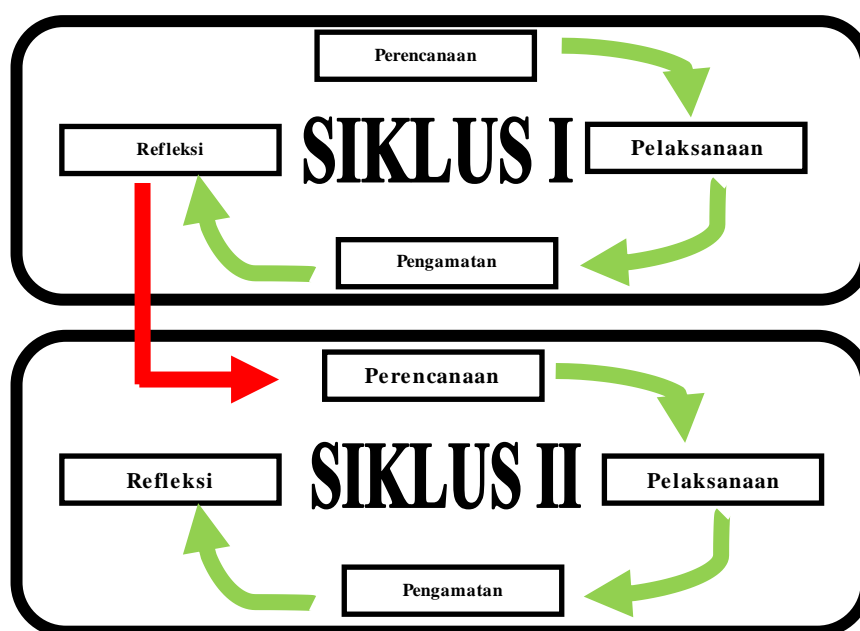 Perencanaan
Refleksi
SIKLUS I
Pelaksanaan
Pengamatan
Perencanaan
Refleksi
SIKLUS II
Pelaksanaan
Pengamatan